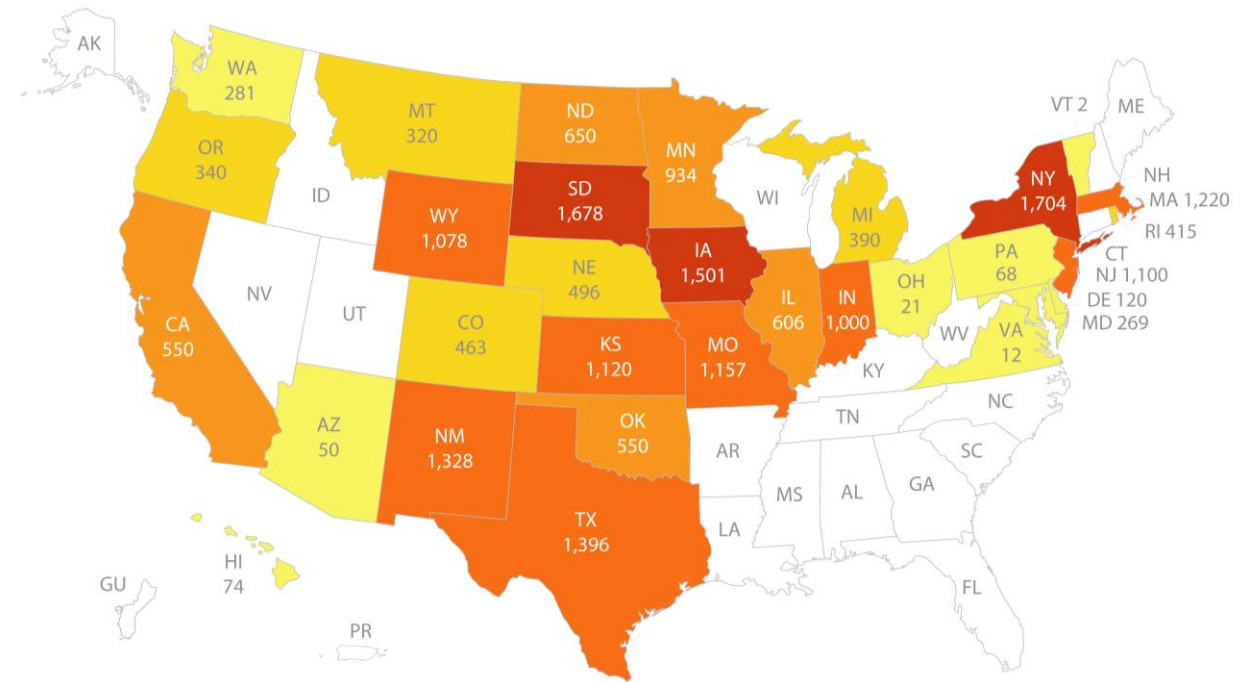 AK
WA
281
OR
340
CA
550
NV
ID
MT
320
WY
1,078
UT
CO
463
AZ
50
NM
1,328
ND
650
SD
1,678
NE
496
KS
1,120
OK
550
TX
1,396
MN
934
IA
1,501
MO
1,157
AR
LA
WI
IL
606
MI
390
IN
1,000
OH
21
KY
TN
MS
AL
GA
FL
SC
NC
VA
12
WV
PA
68
NY
1,704
VT 2
ME
NH
MA 1,220
RI 415
CT
NJ 1,100
DE 120
MD 269
HI
74
GU
PR